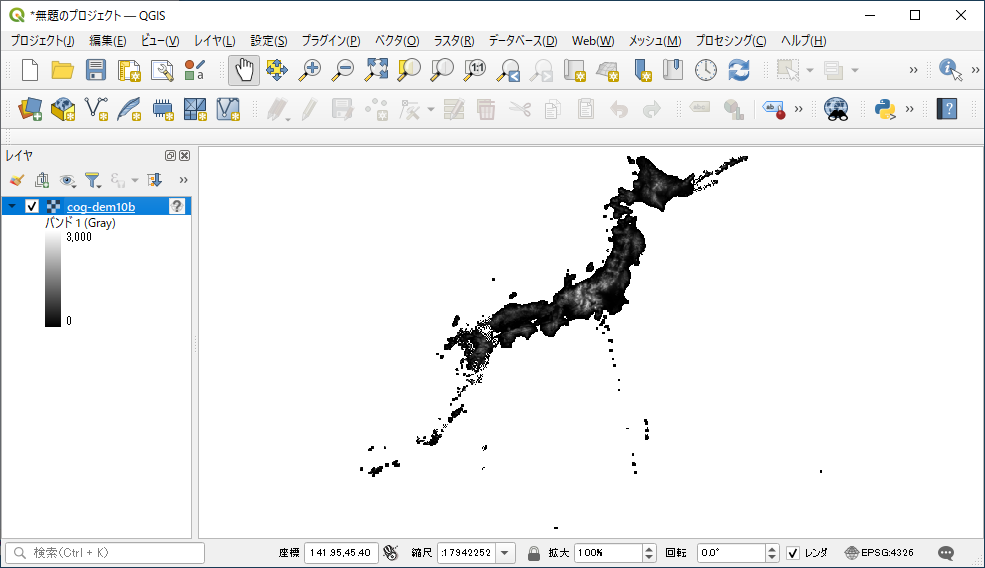 *無題のプロジェクト — QGIS
プロジェクト(J) 編集(E) ビュー(V) レイヤ(L) 設定(S) プラグイン(P) ベクタ(O) ラスタ(R) データベース(D) Web(W) メッシュ(M) プロセシング(C) ヘルプ(H)
レイヤ
cog-dem10b
バンド 1 (Gray)
3,000
0
検索(Ctrl + K)
座標 141.95,45.40 縮尺 :17942252 拡大 100% 回転 0.0° レンダ EPSG:4326